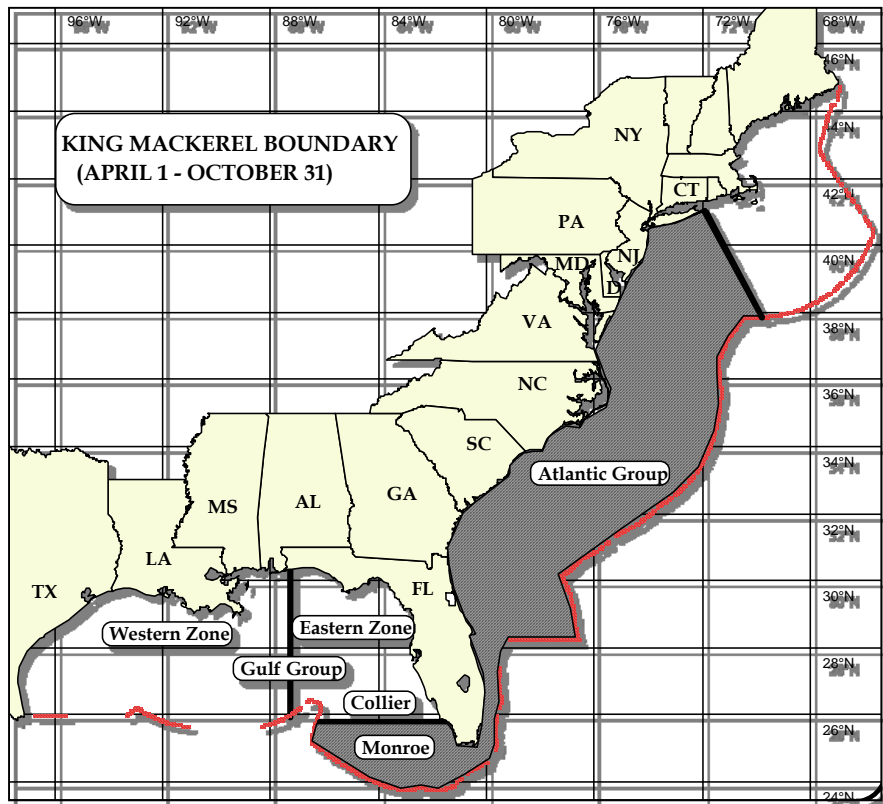 96°W 92°W 88°W 84°W 80°W 76°W 72°W 68°W
46°N
KING MACKEREL BOUNDARY
(APRIL 1 - OCTOBER 31)
NY
44°N
42°N
CT
PA
NJ
40°N
MD
D
VA
38°N
NC
36°N
SC
34°N
Atlantic Group
GA
MS
AL
32°N
LA
TX
FL
30°N
Western Zone
Eastern Zone
28°N
Gulf Group
Collier
26°N
Monroe
24°N